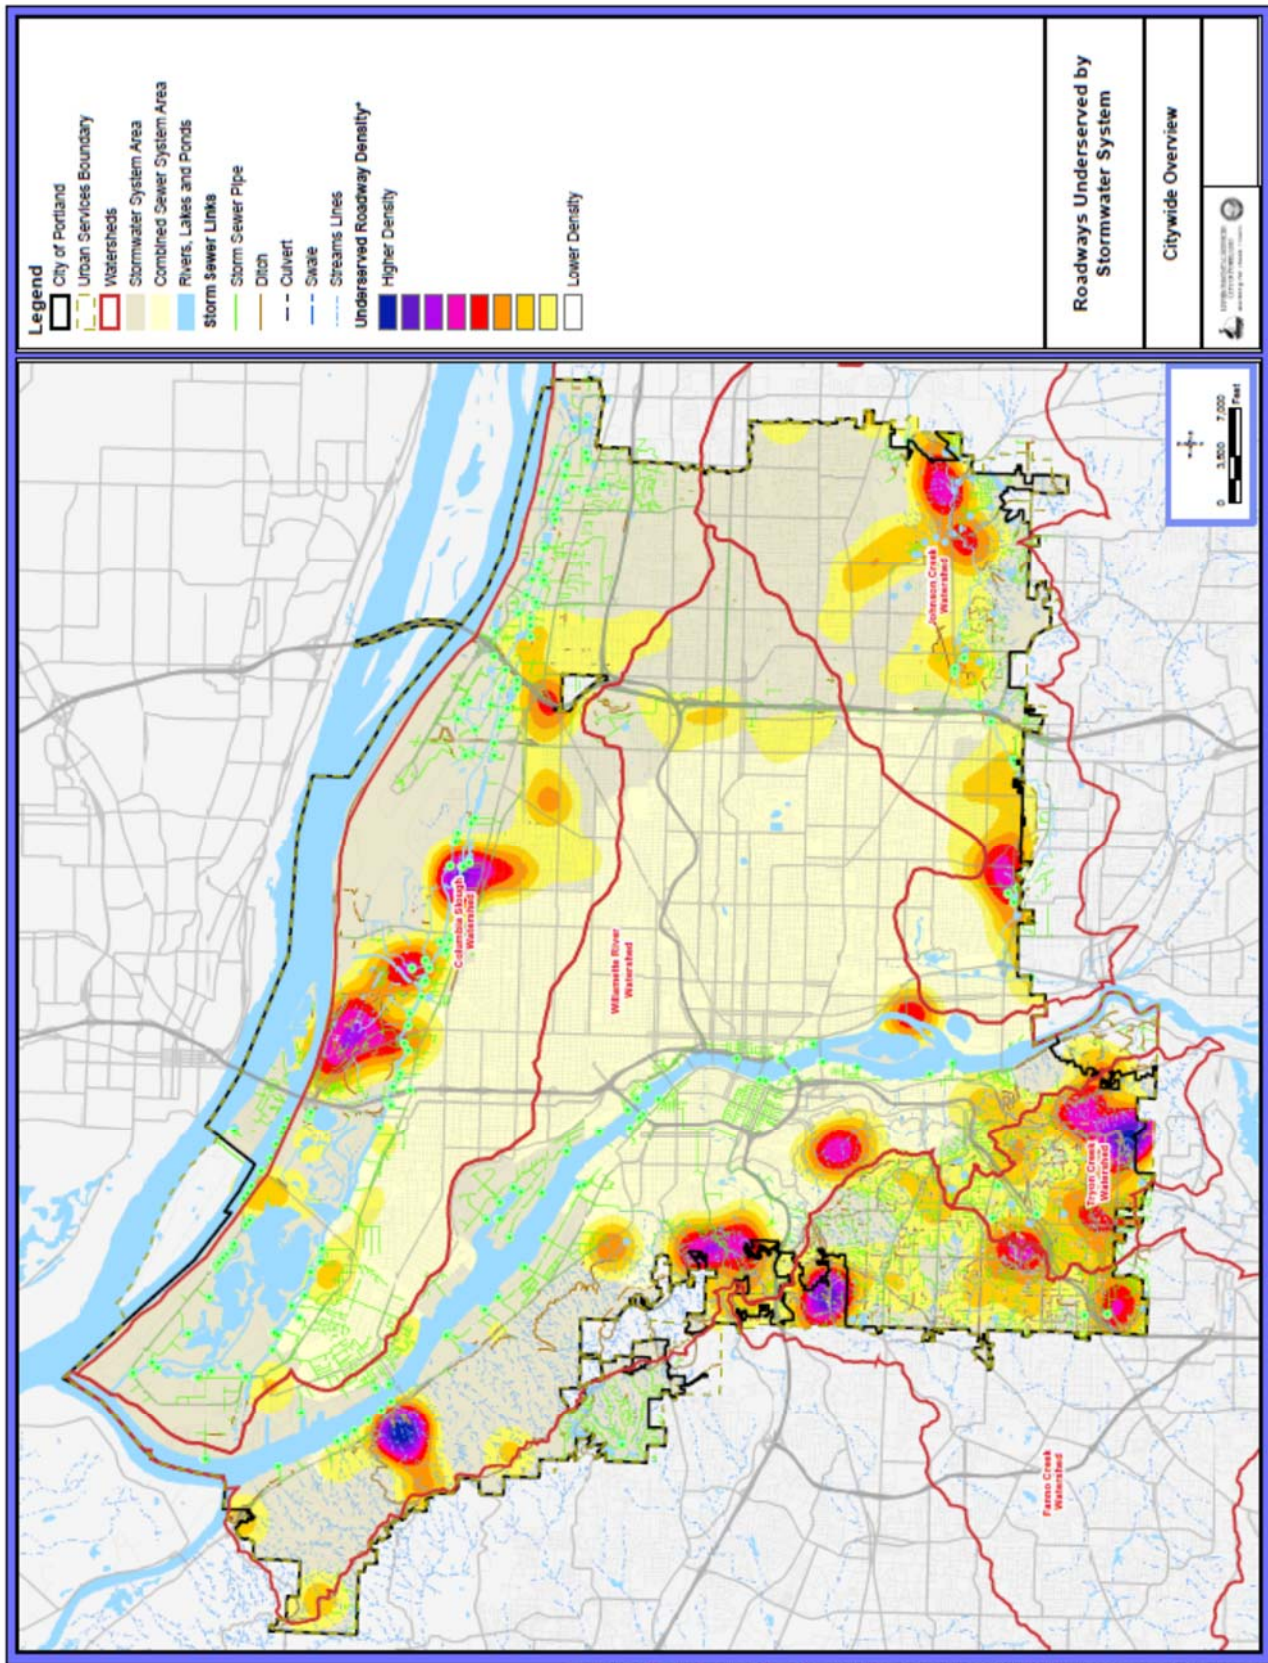 Legend
City of Portland
Urban Services Boundary
Watersheds
Stormwater System Area
Combined Sewer System Area
Rivers, Lakes and Ponds
Storm Sewer Links
Storm Sewer Pipe
Ditch
Culvert
Swale
Streams Lines
Underserved Roadway Density*
Higher Density
Lower Density
Roadways Underserved by
Stormwater System
Citywide Overview
Columbia Slough
Watershed
Willamette River
Watershed
Johnson Creek
Watershed
Tryon Creek
Watershed
Fanno Creek
Watershed
0 3,500 7,000
Feet